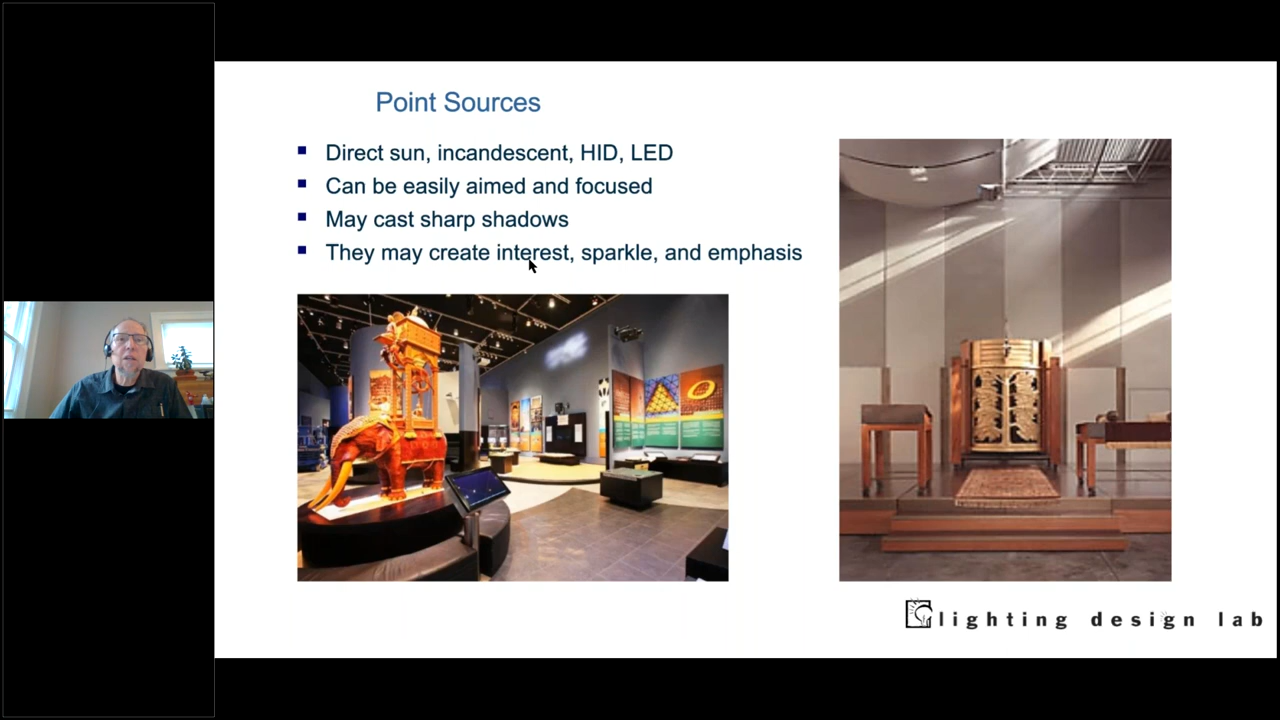 Point Sources
Direct sun, incandescent, HID, LED
Can be easily aimed and focused
May cast sharp shadows
They may create interest, sparkle, and emphasis
lighting design lab